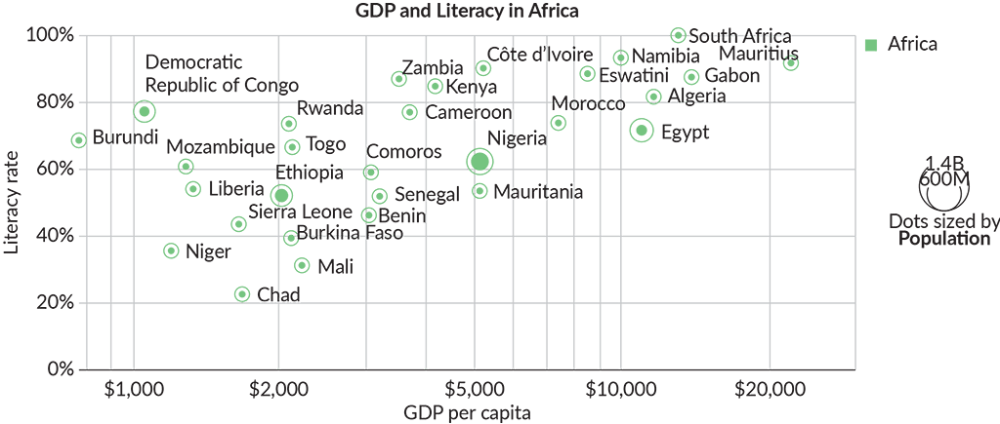 GDP and Literacy in Africa
100%
80%
60%
40%
20%
0%
Literacy rate
South Africa
Mauritius
Côte d'Ivoire
Namibia
Democratic
Republic of Congo
Zambia
Kenya
Eswatini
Gabon
Algeria
Rwanda
Cameroon
Morocco
Egypt
Burundi
Mozambique
Togo
Comoros
Nigeria
Liberia
Ethiopia
Senegal
Mauritania
Sierra Leone
Benin
Burkina Faso
Niger
Mali
Chad
$1,000
$2,000
$5,000
$10,000
$20,000
GDP per capita
Africa
1.4B
600M
Dots sized by
Population